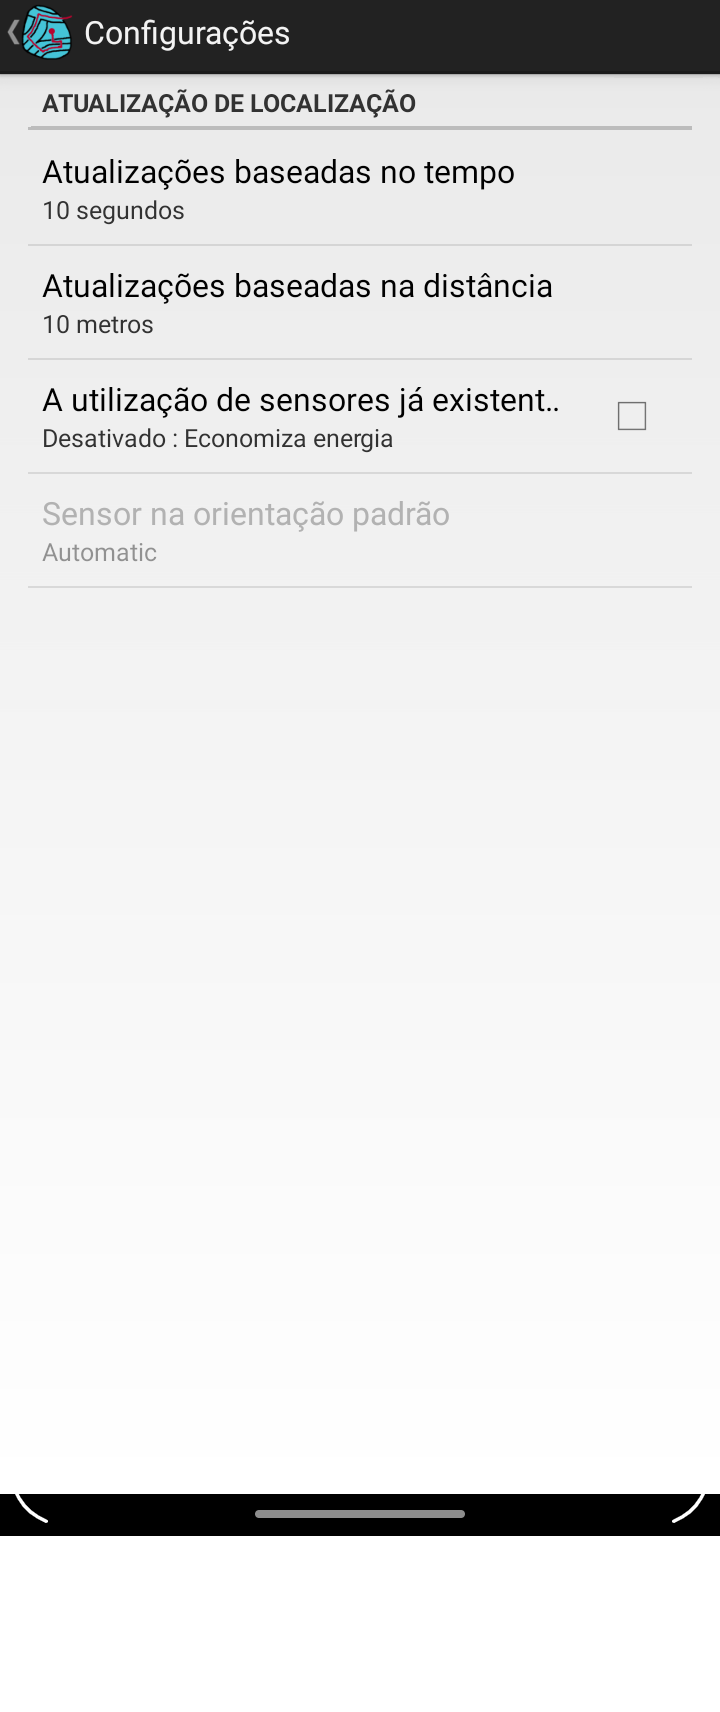 Configurações
ATUALIZAÇÃO DE LOCALIZAÇÃO
Atualizações baseadas no tempo
10 segundos
Atualizações baseadas na distância
10 metros
A utilização de sensores já existent..
Desativado : Economiza energia
Sensor na orientação padrão
Automatic